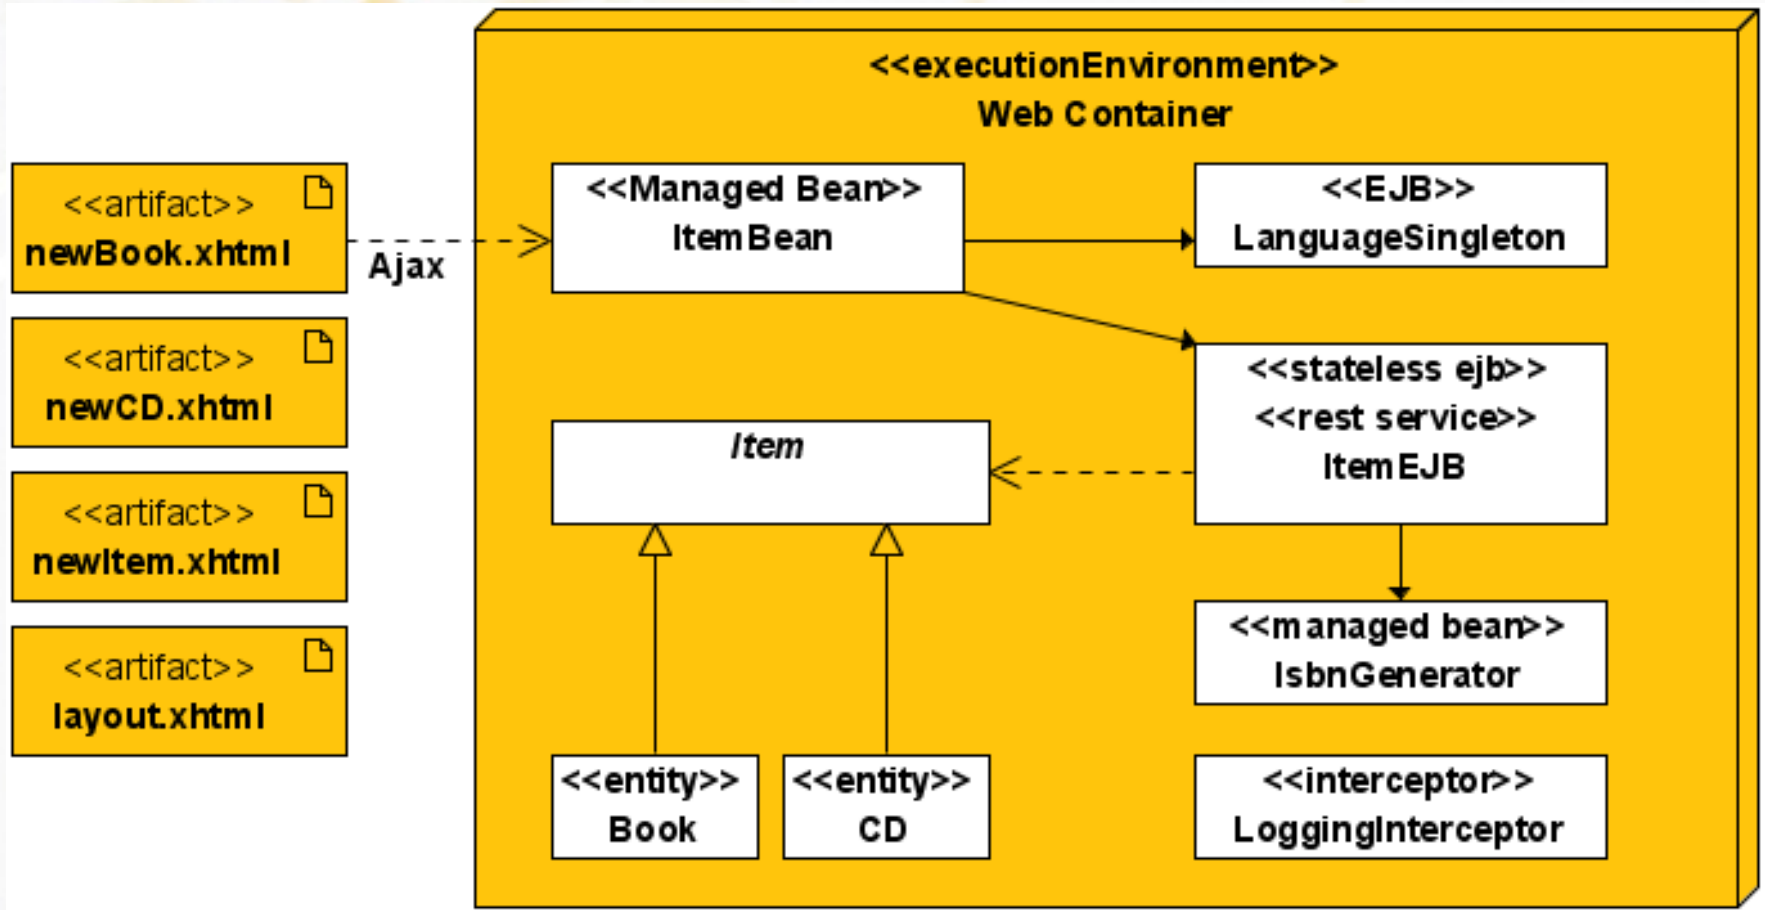 <<executionEnvironment>>
Web Container
<<artifact>>
newBook.xhtml
Ajax
<<artifact>>
newCD.xhtml
<<artifact>>
newItem.xhtml
<<artifact>>
layout.xhtml
<<Managed Bean>>
ItemBean
<<EJB>>
LanguageSingleton
<<stateless ejb>>
<<rest service>>
ItemEJB
Item
<<managed bean>>
IsbnGenerator
<<entity>>
Book
<<entity>>
CD
<<interceptor>>
LoggingInterceptor